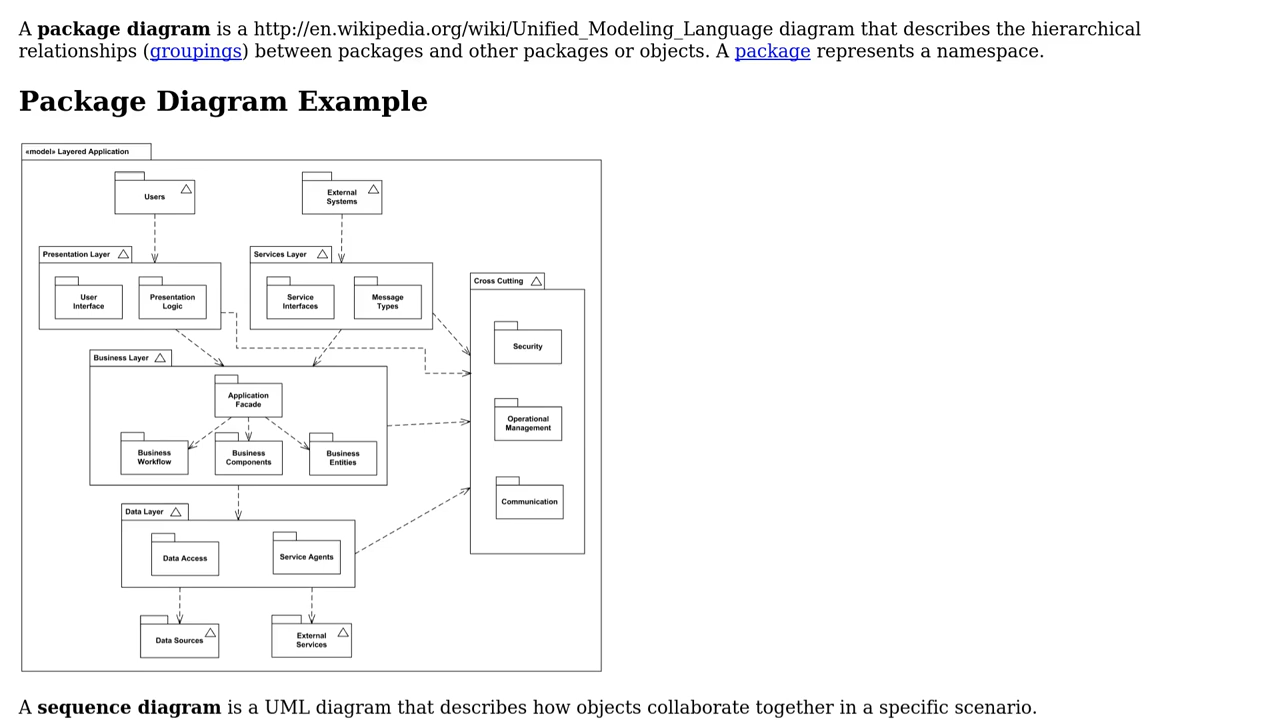 A package diagram is a http://en.wikipedia.org/wiki/Unified_Modeling_Language diagram that describes the hierarchical
relationships (groupings) between packages and other packages or objects. A package represents a namespace.
Package Diagram Example
«model» Layered Application
Users
External
Systems
Presentation Layer
User
Interface
Presentation
Logic
Services Layer
Service
Interfaces
Message
Types
Cross Cutting
Security
Operational
Management
Communication
Business Layer
Application
Facade
Business
Workflow
Business
Components
Business
Entities
Data Layer
Data Access
Service Agents
Data Sources
External
Services
A sequence diagram is a UML diagram that describes how objects collaborate together in a specific scenario.